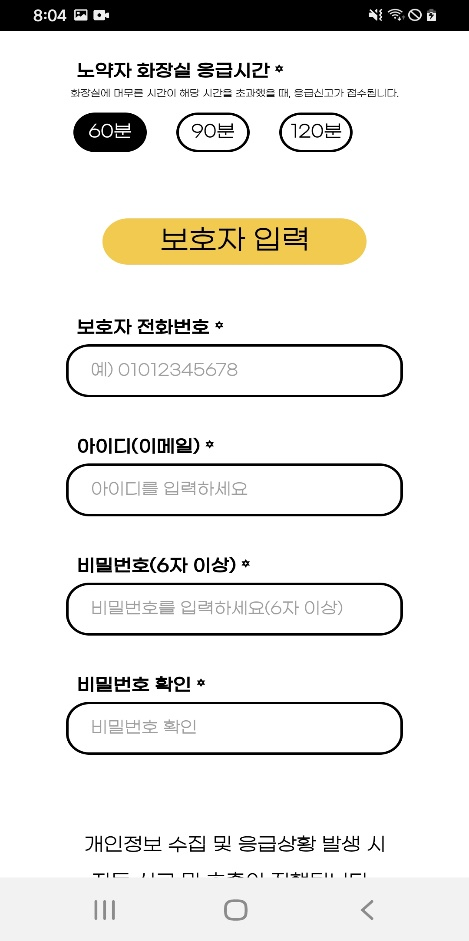 8:04
노약자 화장실 응급시간 *
화장실에 머무른 시간이 해당 시간을 초과했을 때, 응급신고가 접수됩니다.
60분 90분 120분
보호자 입력
보호자 전화번호 *
예) 01012345678
아이디(이메일) *
아이디를 입력하세요
비밀번호(6자 이상) *
비밀번호를 입력하세요(6자 이상)
비밀번호 확인 *
비밀번호 확인
개인정보 수집 및 응급상황 발생 시